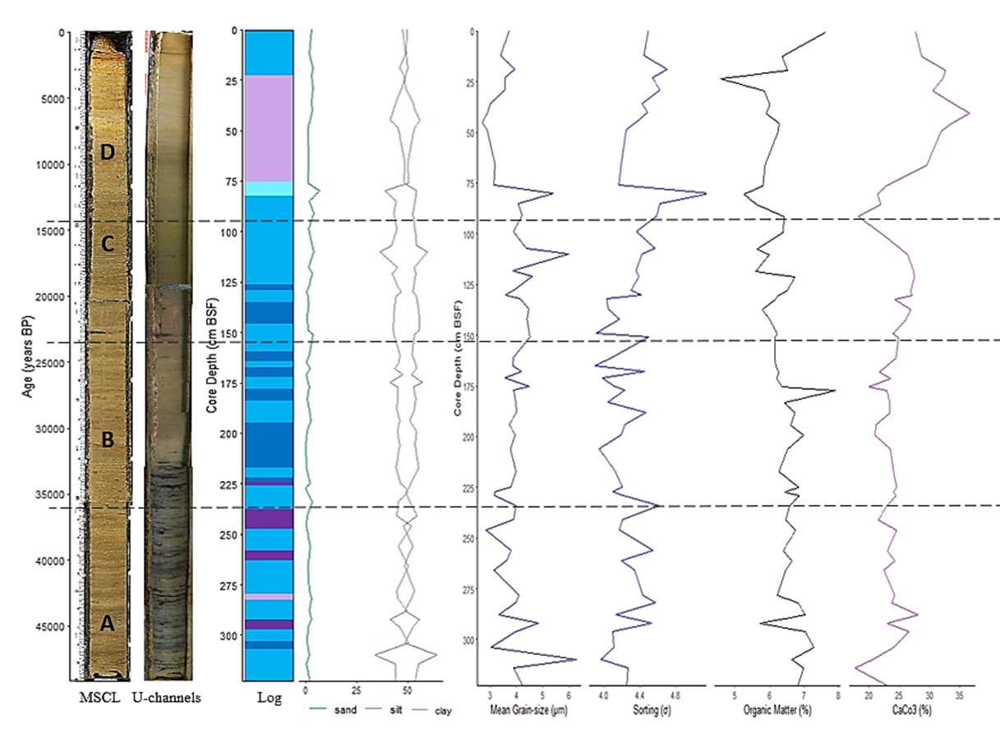 0
5000
10000
15000
20000
25000
30000
35000
40000
45000
Age (years BP)
D
C
B
A
MSCL
U-channels
0
25
50
75
100
125
150
175
200
225
250
275
300
Core Depth (cm BSF)
Log
0 25 50
sand silt clay
0
25
50
75
100
125
150
175
200
225
250
275
300
Core Depth (cm BSF)
3 4 5 6
Mean Grain-size (µm)
4.0 4.4 4.8
Sorting (σ)
5 6 7 8
Organic Matter (%)
20 25 30 35
CaCo3 (%)